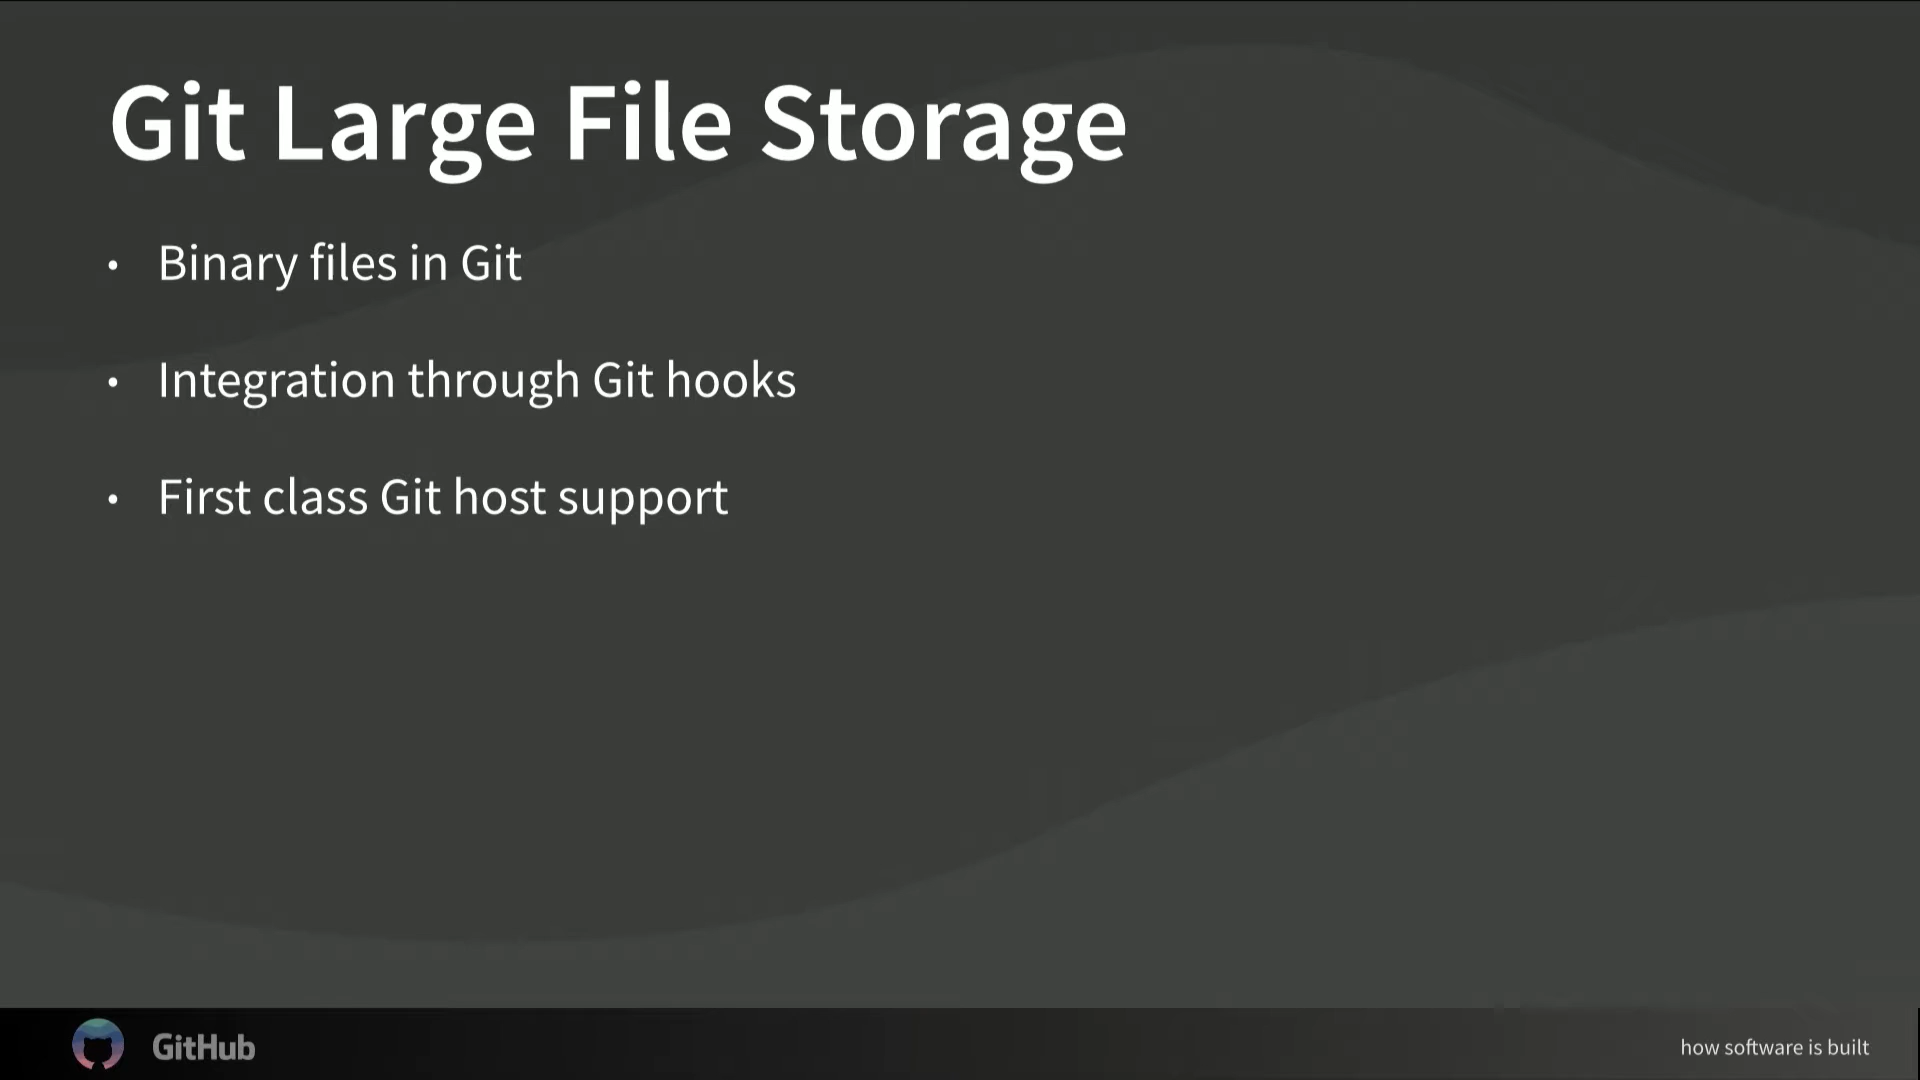 Git Large File Storage
• Binary files in Git
• Integration through Git hooks
• First class Git host support
GitHub
how software is built